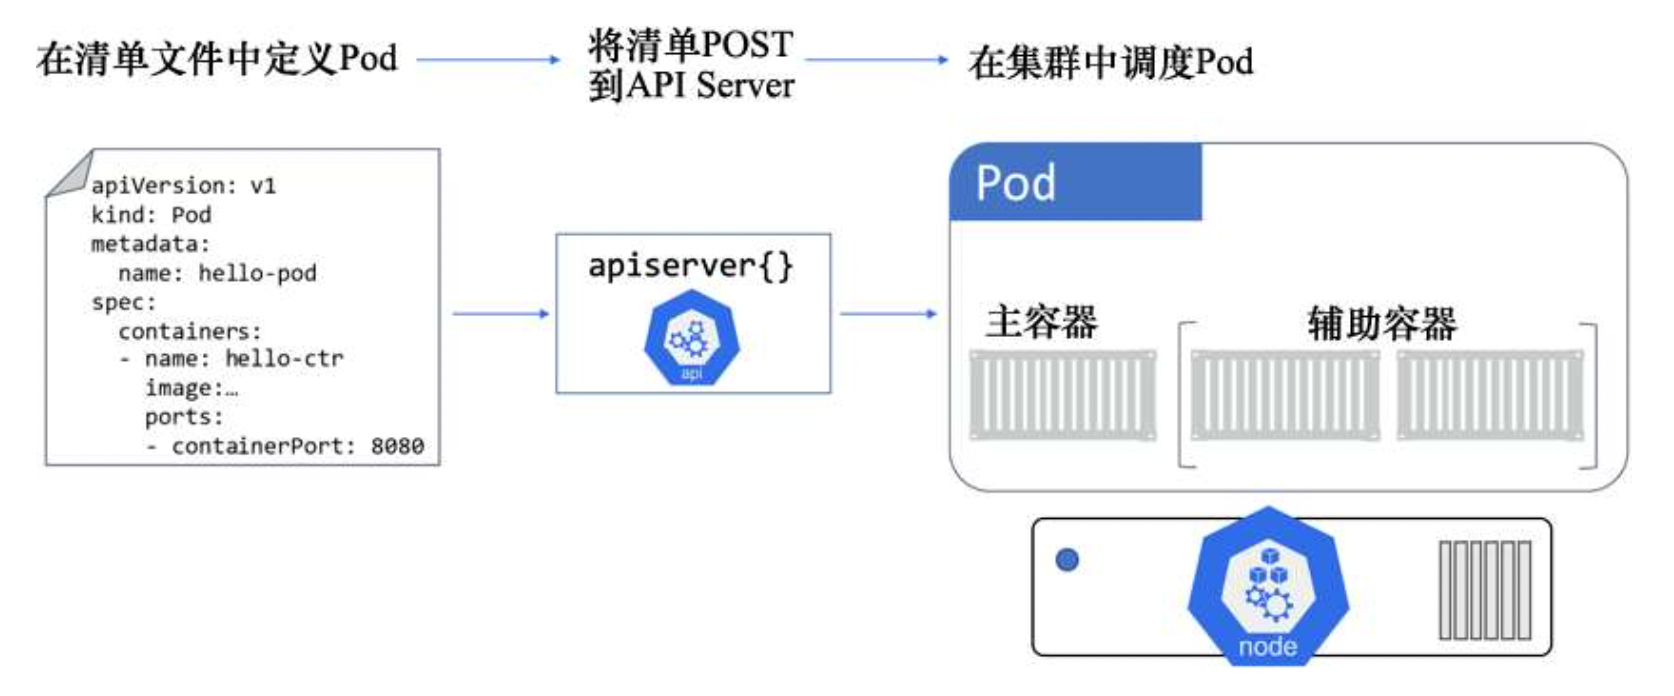 在清单文件中定义Pod
将清单POST
到API Server
在集群中调度Pod
apiVersion: v1
kind: Pod
metadata:
  name: hello-pod
spec:
  containers:
  - name: hello-ctr
    image:…
    ports:
    - containerPort: 8080
apiserver{}
api
Pod
主容器
辅助容器
node